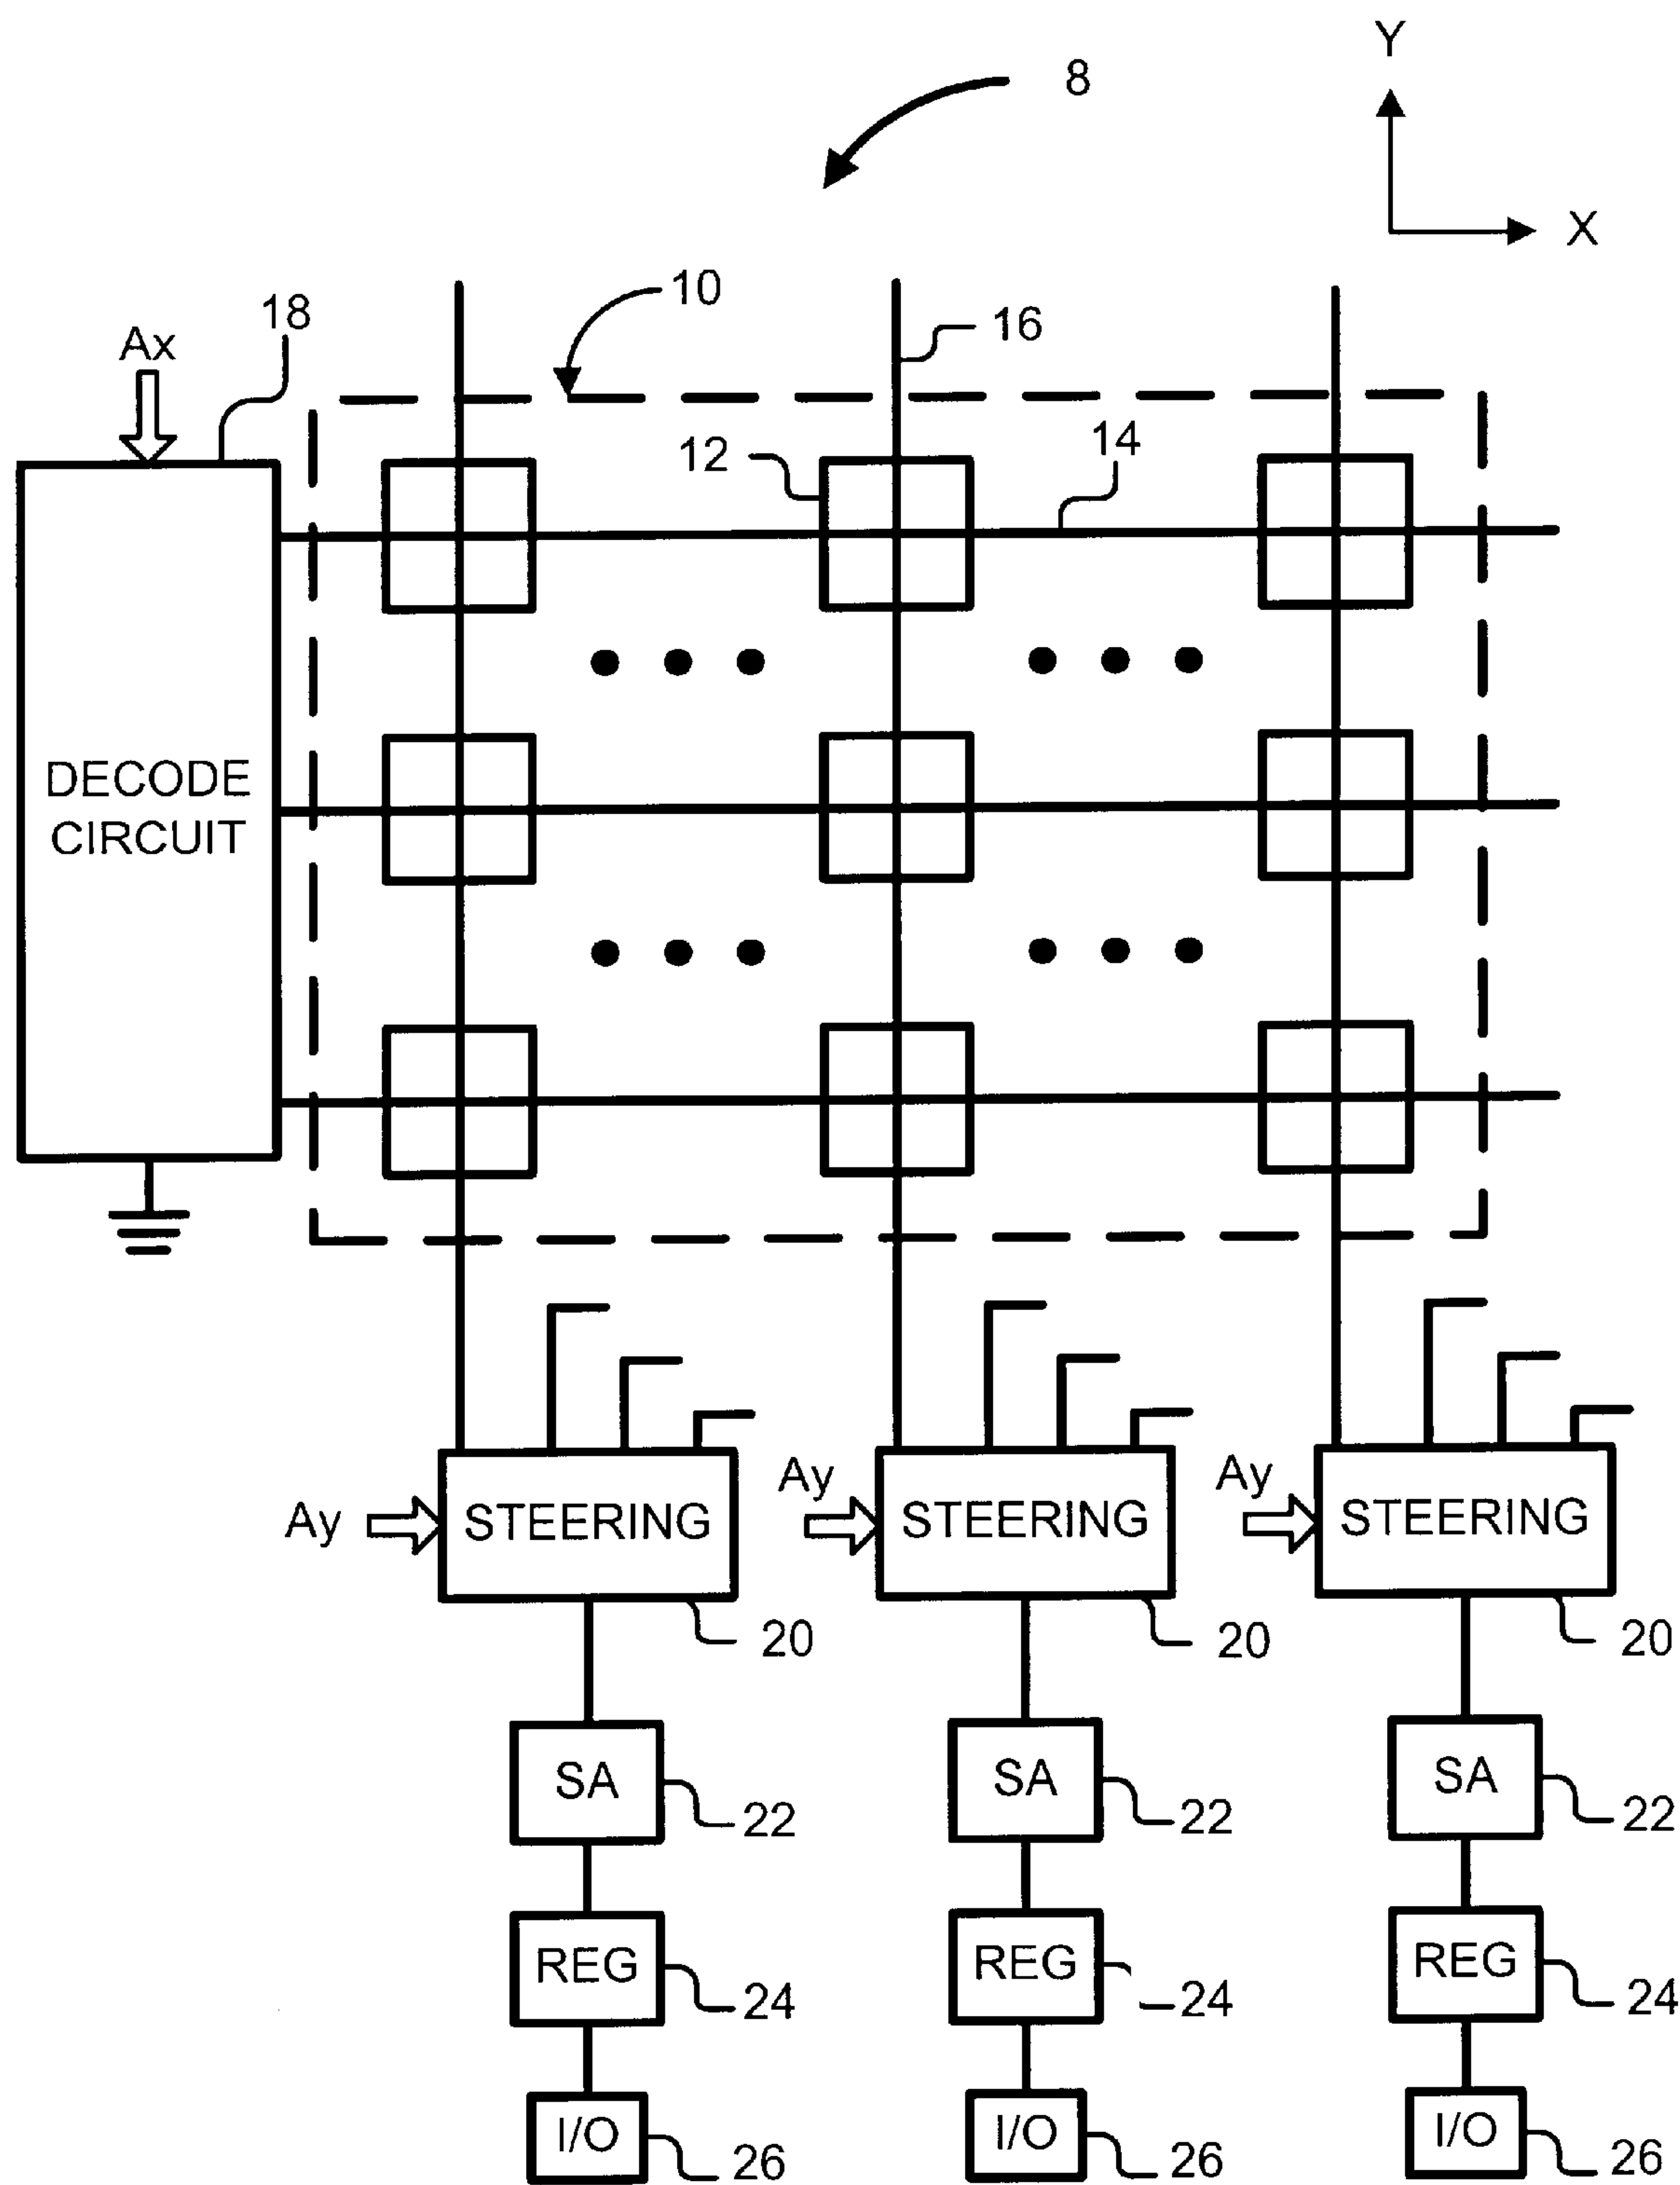 Y
8
X
10
18
16
Ax
12
14
DECODE
CIRCUIT
Ay
STEERING
Ay
STEERING
Ay
STEERING
20
20
20
SA
SA
SA
22
22
22
REG
REG
REG
24
24
24
I/O
I/O
I/O
26
26
26